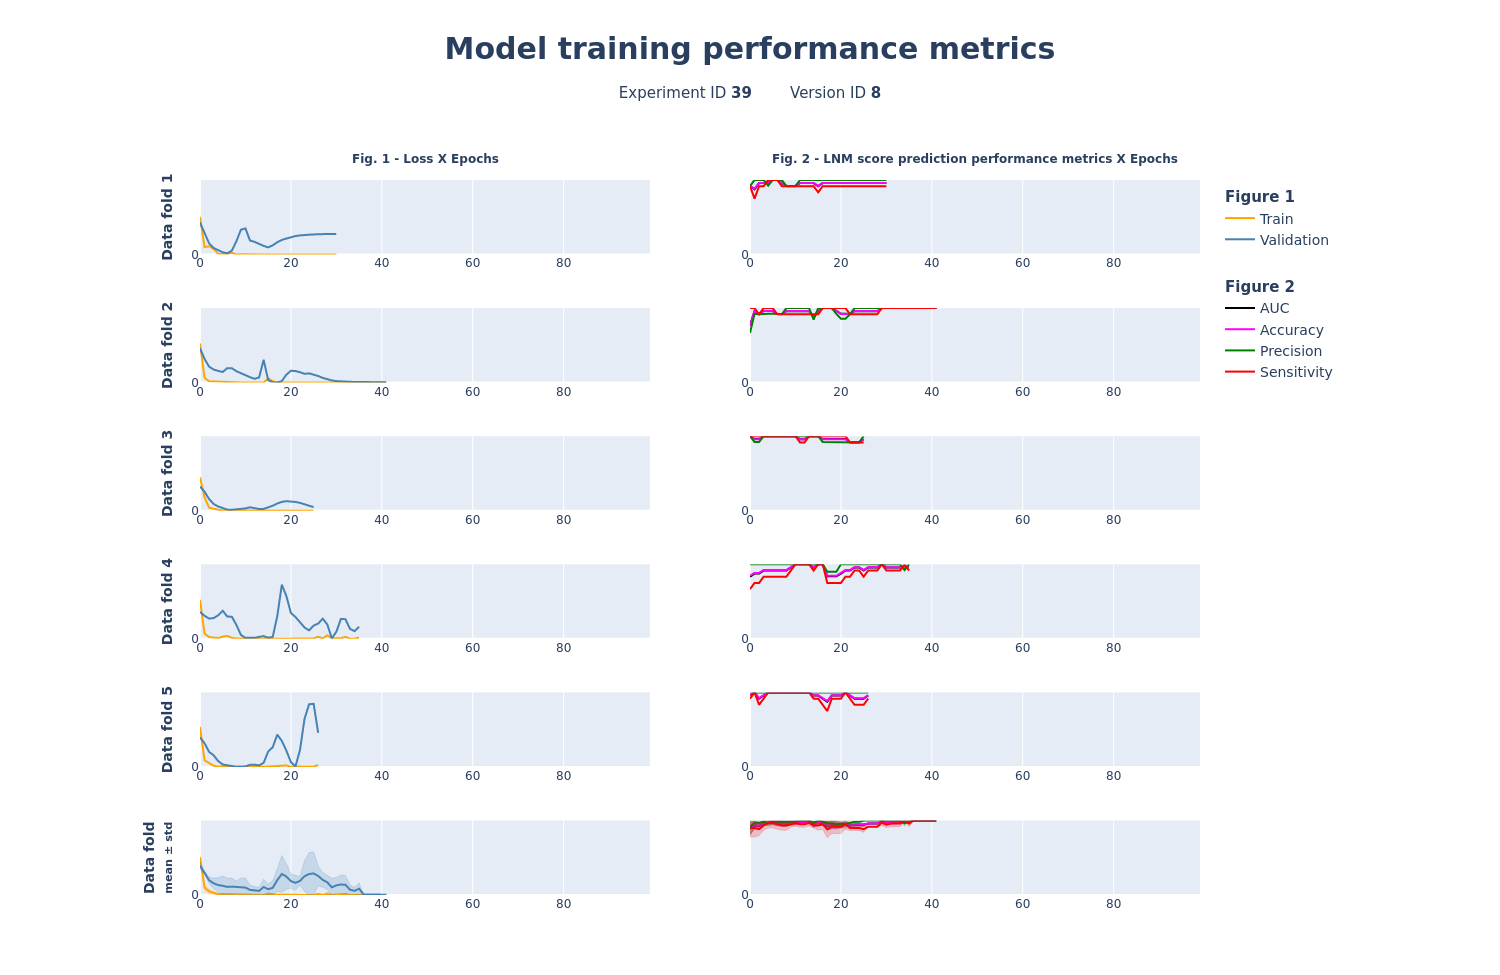 Model training performance metrics
Experiment ID 39 Version ID 8
Fig. 1 - Loss X Epochs
Fig. 2 - LNM score prediction performance metrics X Epochs
Data fold 1
0
0 20 40 60 80
0
0 20 40 60 80
Data fold 2
0
0 20 40 60 80
0
0 20 40 60 80
Data fold 3
0
0 20 40 60 80
0
0 20 40 60 80
Data fold 4
0
0 20 40 60 80
0
0 20 40 60 80
Data fold 5
0
0 20 40 60 80
0
0 20 40 60 80
Data fold
mean ± std
0
0 20 40 60 80
0
0 20 40 60 80
Figure 1
Train
Validation
Figure 2
AUC
Accuracy
Precision
Sensitivity